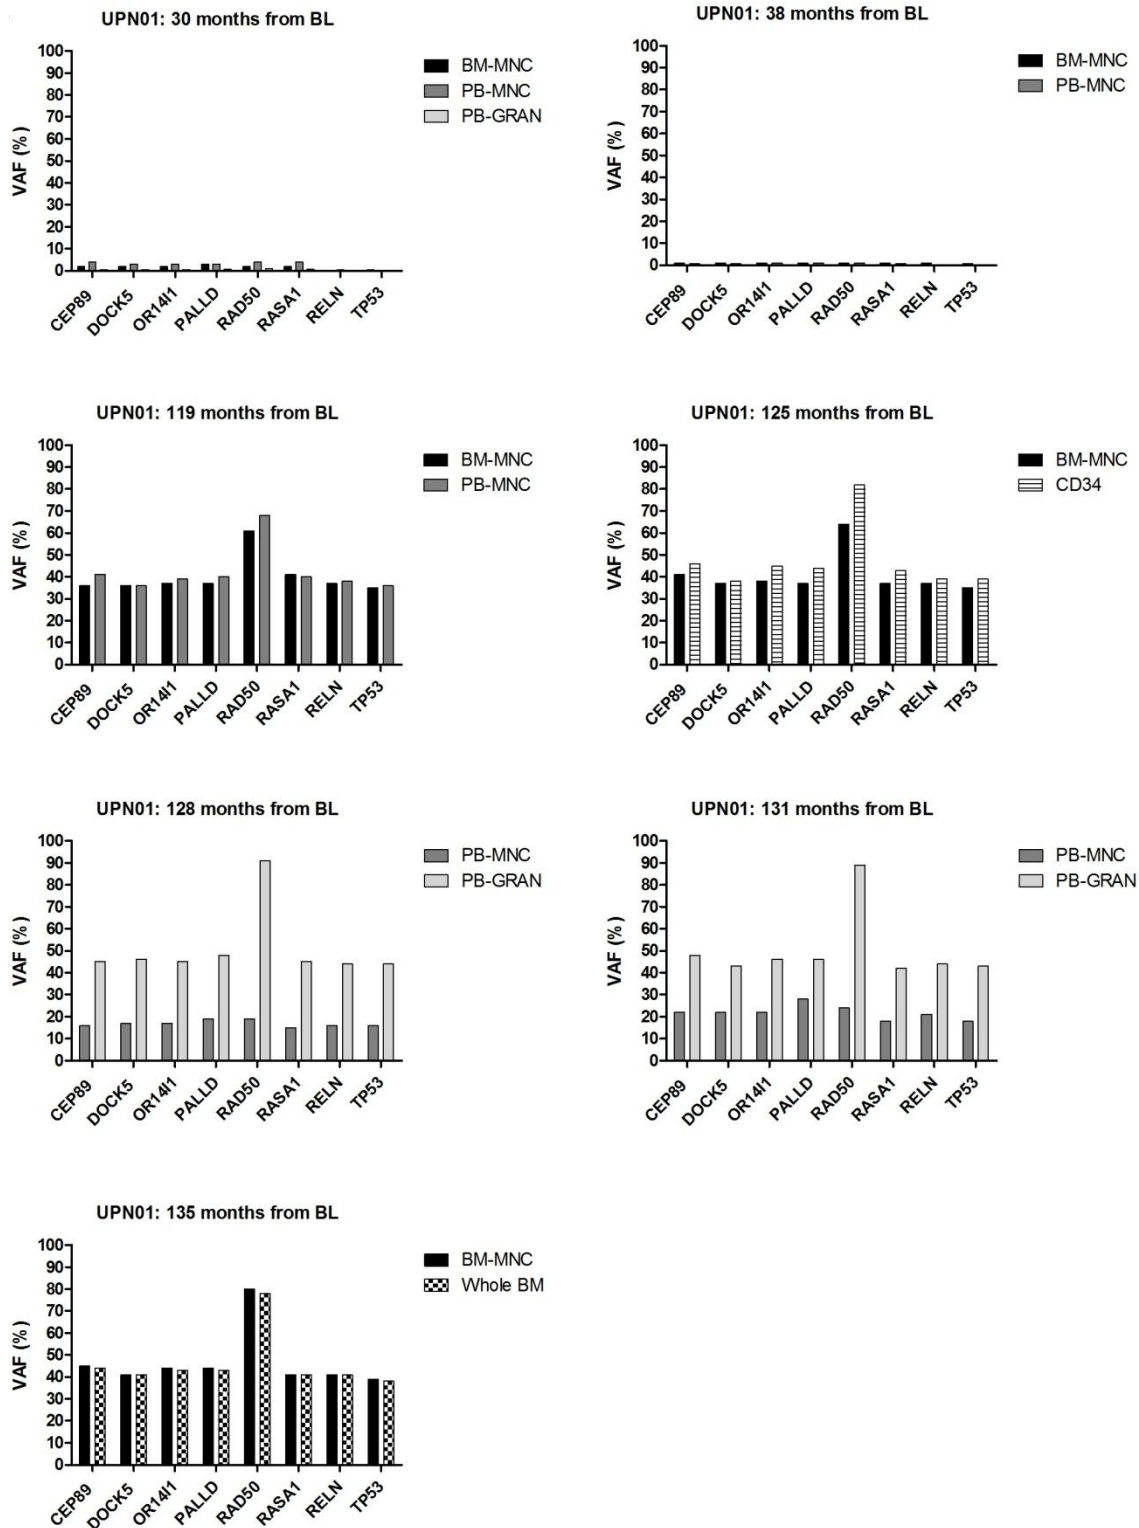 UPN01: 30 months from BL
VAF (%)
100
90
80
70
60
50
40
30
20
10
0
CEP89
DOCK5
OR14I1
PALLD
RAD50
RASA1
RELN
TP53
BM-MNC
PB-MNC
PB-GRAN
UPN01: 38 months from BL
VAF (%)
100
90
80
70
60
50
40
30
20
10
0
CEP89
DOCK5
OR14I1
PALLD
RAD50
RASA1
RELN
TP53
BM-MNC
PB-MNC
UPN01: 119 months from BL
VAF (%)
100
90
80
70
60
50
40
30
20
10
0
CEP89
DOCK5
OR14I1
PALLD
RAD50
RASA1
RELN
TP53
BM-MNC
PB-MNC
UPN01: 125 months from BL
VAF (%)
100
90
80
70
60
50
40
30
20
10
0
CEP89
DOCK5
OR14I1
PALLD
RAD50
RASA1
RELN
TP53
BM-MNC
CD34
UPN01: 128 months from BL
VAF (%)
100
90
80
70
60
50
40
30
20
10
0
CEP89
DOCK5
OR14I1
PALLD
RAD50
RASA1
RELN
TP53
PB-MNC
PB-GRAN
UPN01: 131 months from BL
VAF (%)
100
90
80
70
60
50
40
30
20
10
0
CEP89
DOCK5
OR14I1
PALLD
RAD50
RASA1
RELN
TP53
PB-MNC
PB-GRAN
UPN01: 135 months from BL
VAF (%)
100
90
80
70
60
50
40
30
20
10
0
CEP89
DOCK5
OR14I1
PALLD
RAD50
RASA1
RELN
TP53
BM-MNC
Whole BM